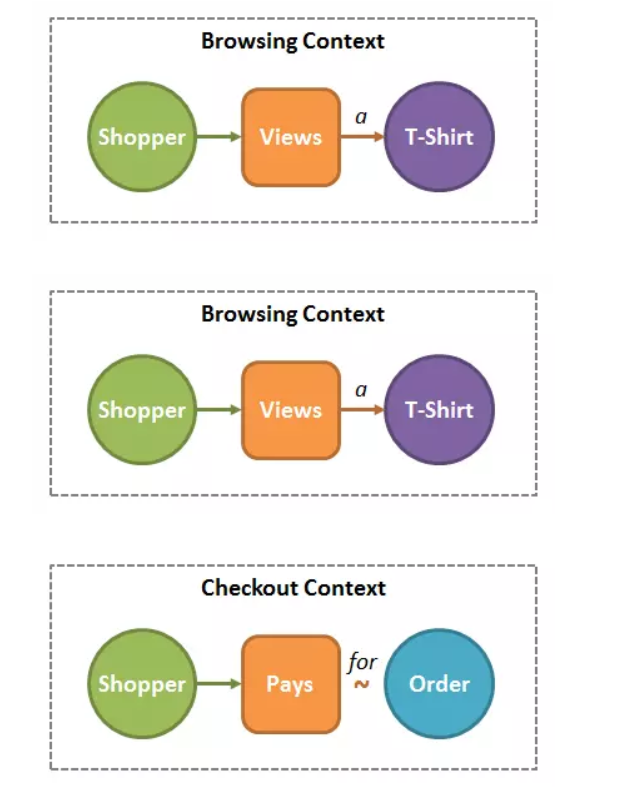 Browsing Context
Shopper Views a T-Shirt
Browsing Context
Shopper Views a T-Shirt
Checkout Context
Shopper Pays for ~ Order